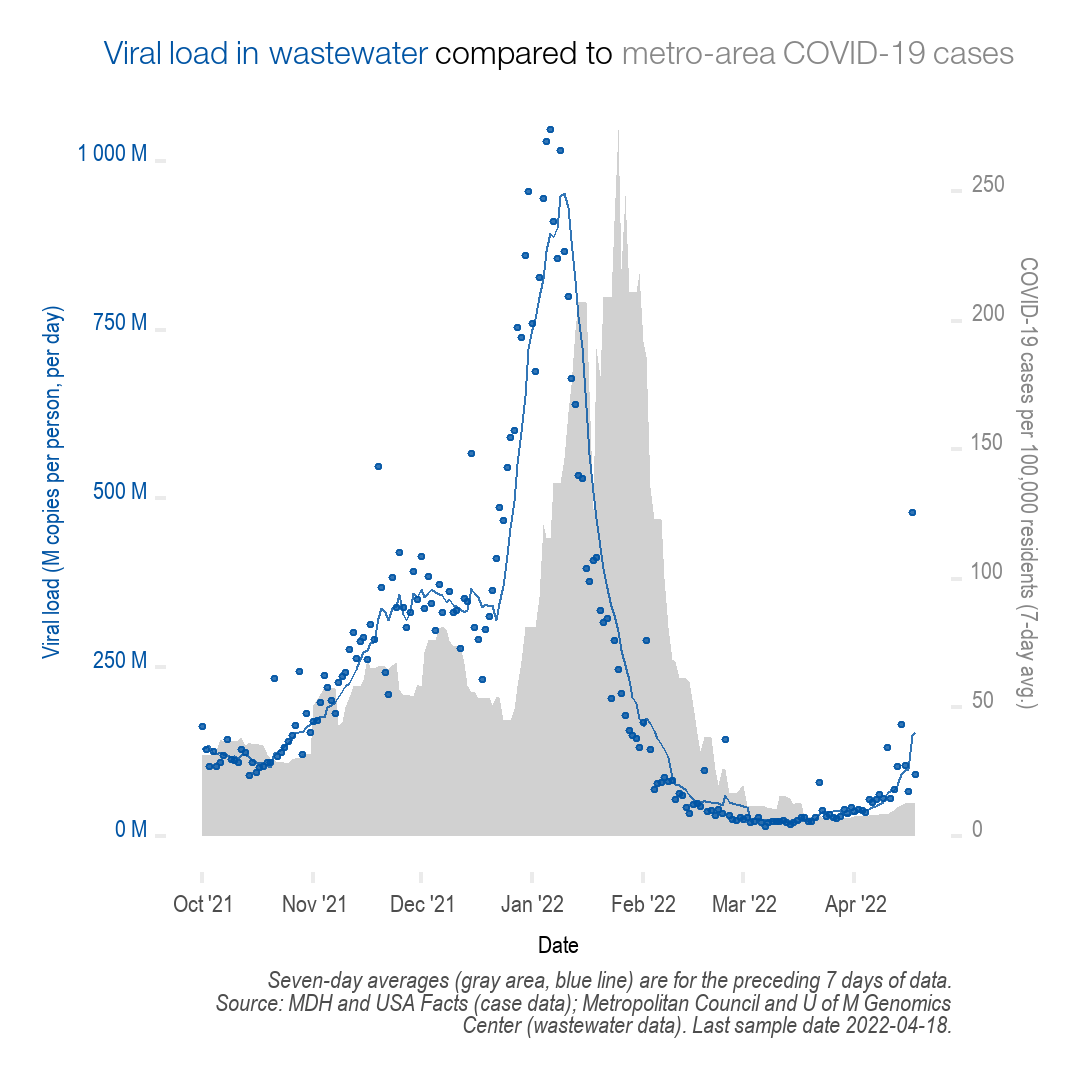 Viral load in wastewater compared to metro-area COVID-19 cases
1 000 M
750 M
500 M
250 M
0 M
Viral load (M copies per person, per day)
250
200
150
100
50
0
COVID-19 cases per 100,000 residents (7-day avg.)
Oct '21 Nov '21 Dec '21 Jan '22 Feb '22 Mar '22 Apr '22
Date
Seven-day averages (gray area, blue line) are for the preceding 7 days of data.
Source: MDH and USA Facts (case data); Metropolitan Council and U of M Genomics
Center (wastewater data). Last sample date 2022-04-18.